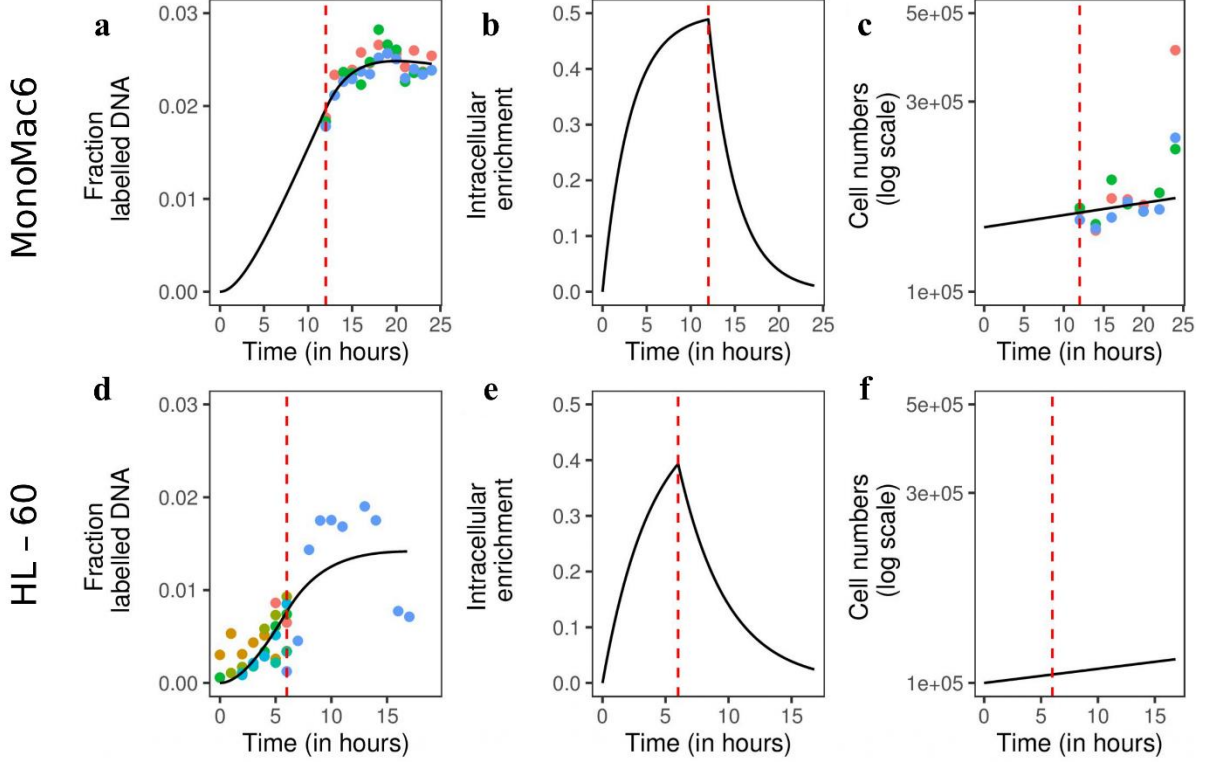 MonoMac6
a
Fraction
labelled DNA
0.03
0.02
0.01
0.00
0 5 10 15 20 25
Time (in hours)
b
Intracellular
enrichment
0.5
0.4
0.3
0.2
0.1
0.0
0 5 10 15 20 25
Time (in hours)
c
Cell numbers
(log scale)
5e+05
3e+05
1e+05
0 5 10 15 20 25
Time (in hours)
HL – 60
d
Fraction
labelled DNA
0.03
0.02
0.01
0.00
0 5 10 15
Time (in hours)
e
Intracellular
enrichment
0.5
0.4
0.3
0.2
0.1
0.0
0 5 10 15
Time (in hours)
f
Cell numbers
(log scale)
5e+05
3e+05
1e+05
0 5 10 15
Time (in hours)